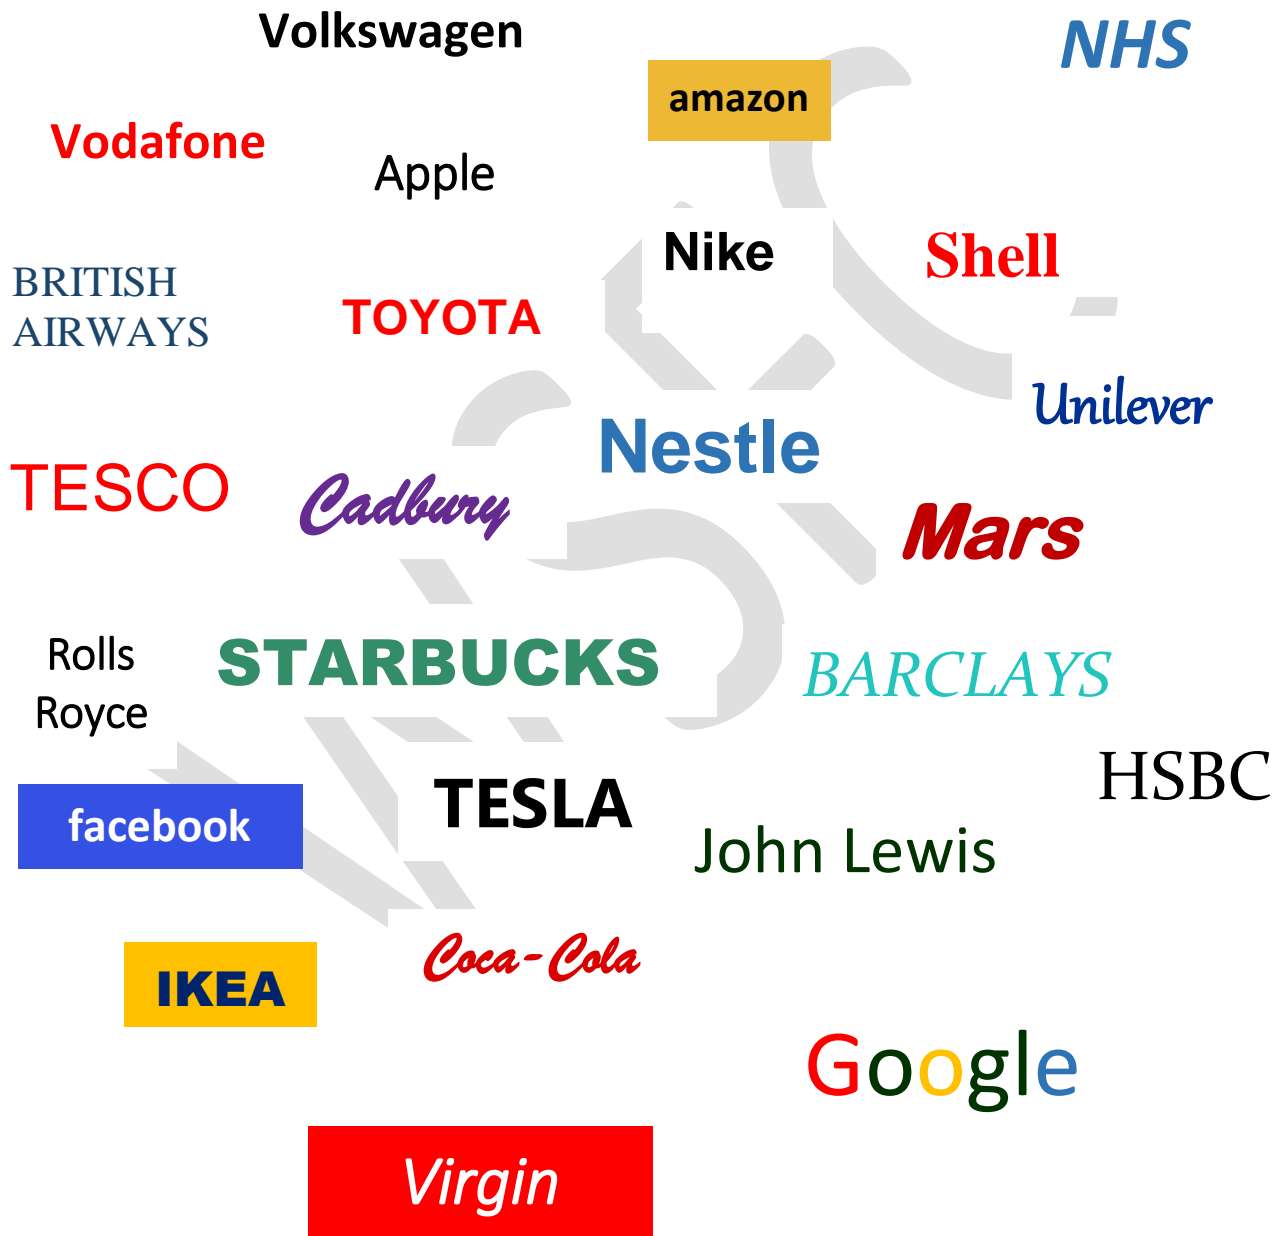 Volkswagen
NHS
amazon
Vodafone
Apple
Nike
Shell
BRITISH
AIRWAYS
TOYOTA
Unilever
Nestle
TESCO
Cadbury
Mars
Rolls
Royce
STARBUCKS
BARCLAYS
HSBC
TESLA
facebook
John Lewis
Coca-Cola
IKEA
Google
Virgin